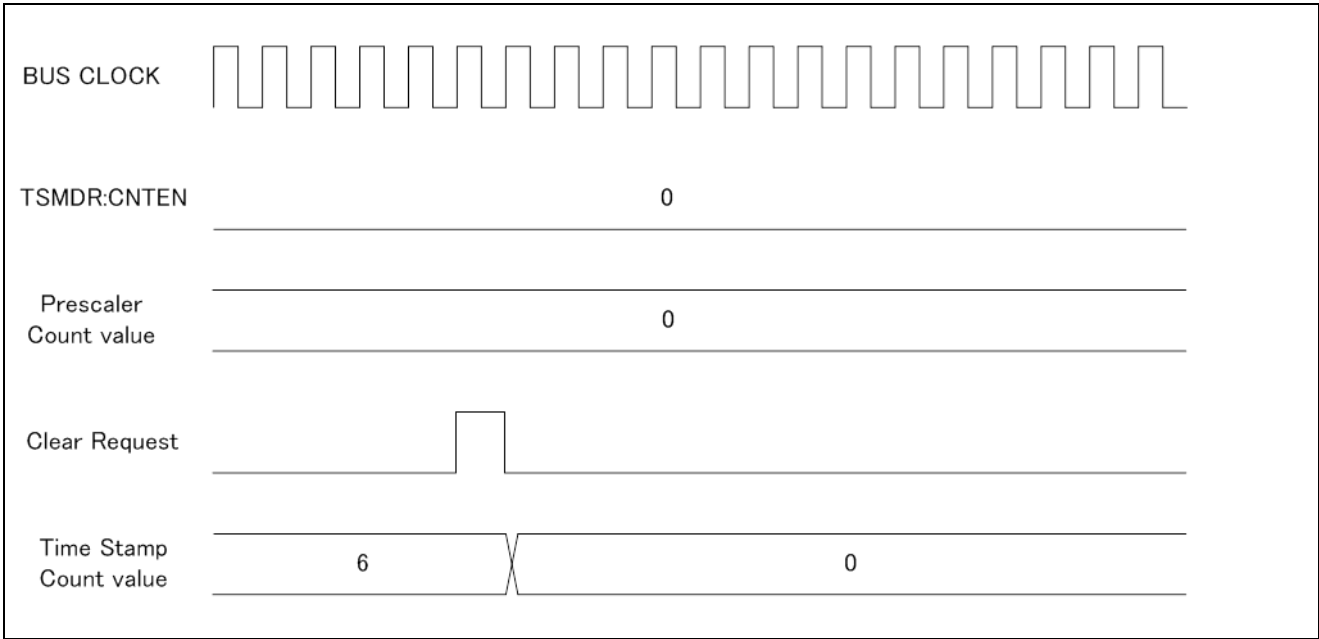 BUS CLOCK
TSMDR:CNTEN
0
Prescaler
Count value
0
Clear Request
Time Stamp
Count value
6
0